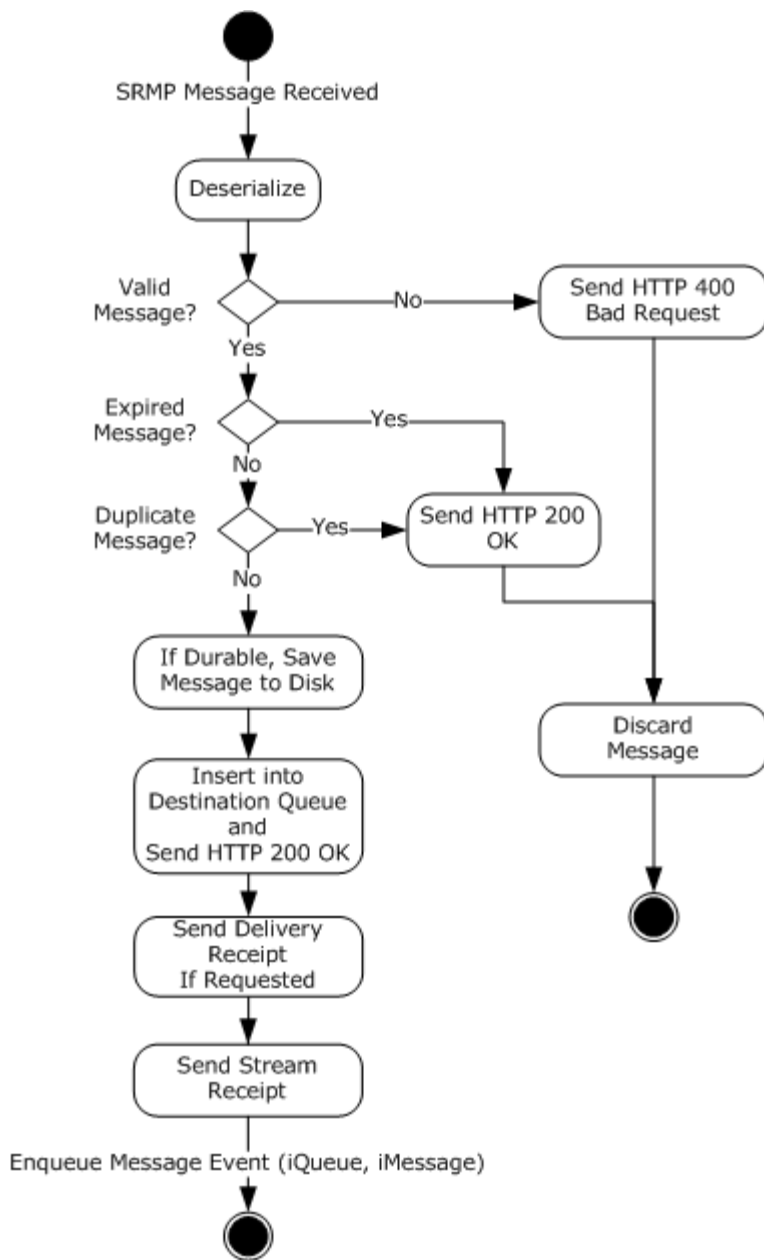 SRMP Message Received
Deserialize
Valid
Message?
No
Send HTTP 400
Bad Request
Yes
Expired
Message?
Yes
No
Duplicate
Message?
Yes
Send HTTP 200
OK
No
If Durable, Save
Message to Disk
Discard
Message
Insert into
Destination Queue
and
Send HTTP 200 OK
Send Delivery
Receipt
If Requested
Send Stream
Receipt
Enqueue Message Event (iQueue, iMessage)